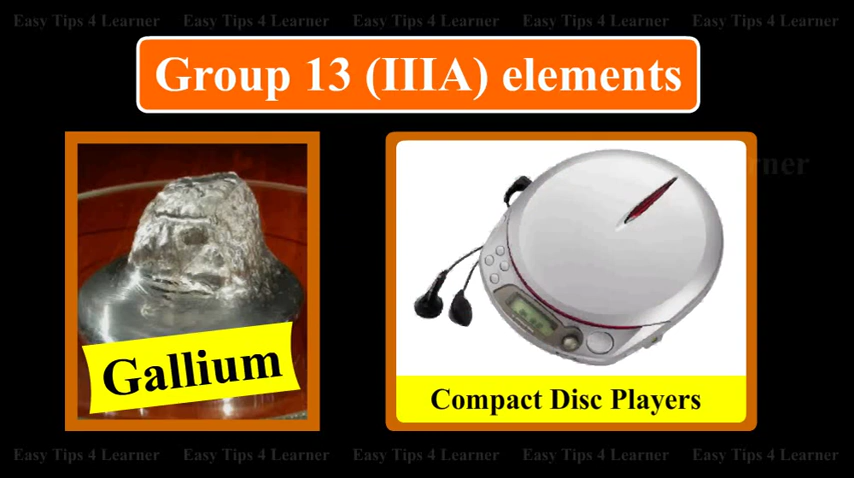 Easy Tips 4 Learner Easy Tips 4 Learner Easy Tips 4 Learner Easy Tips 4 Learner Easy Tips 4 Learner
Group 13 (IIIA) elements
rner
Gallium
Compact Disc Players
Easy Tips 4 Learner Easy Tips 4 Learner Easy Tips 4 Learner Easy Tips 4 Learner Easy Tips 4 Learner